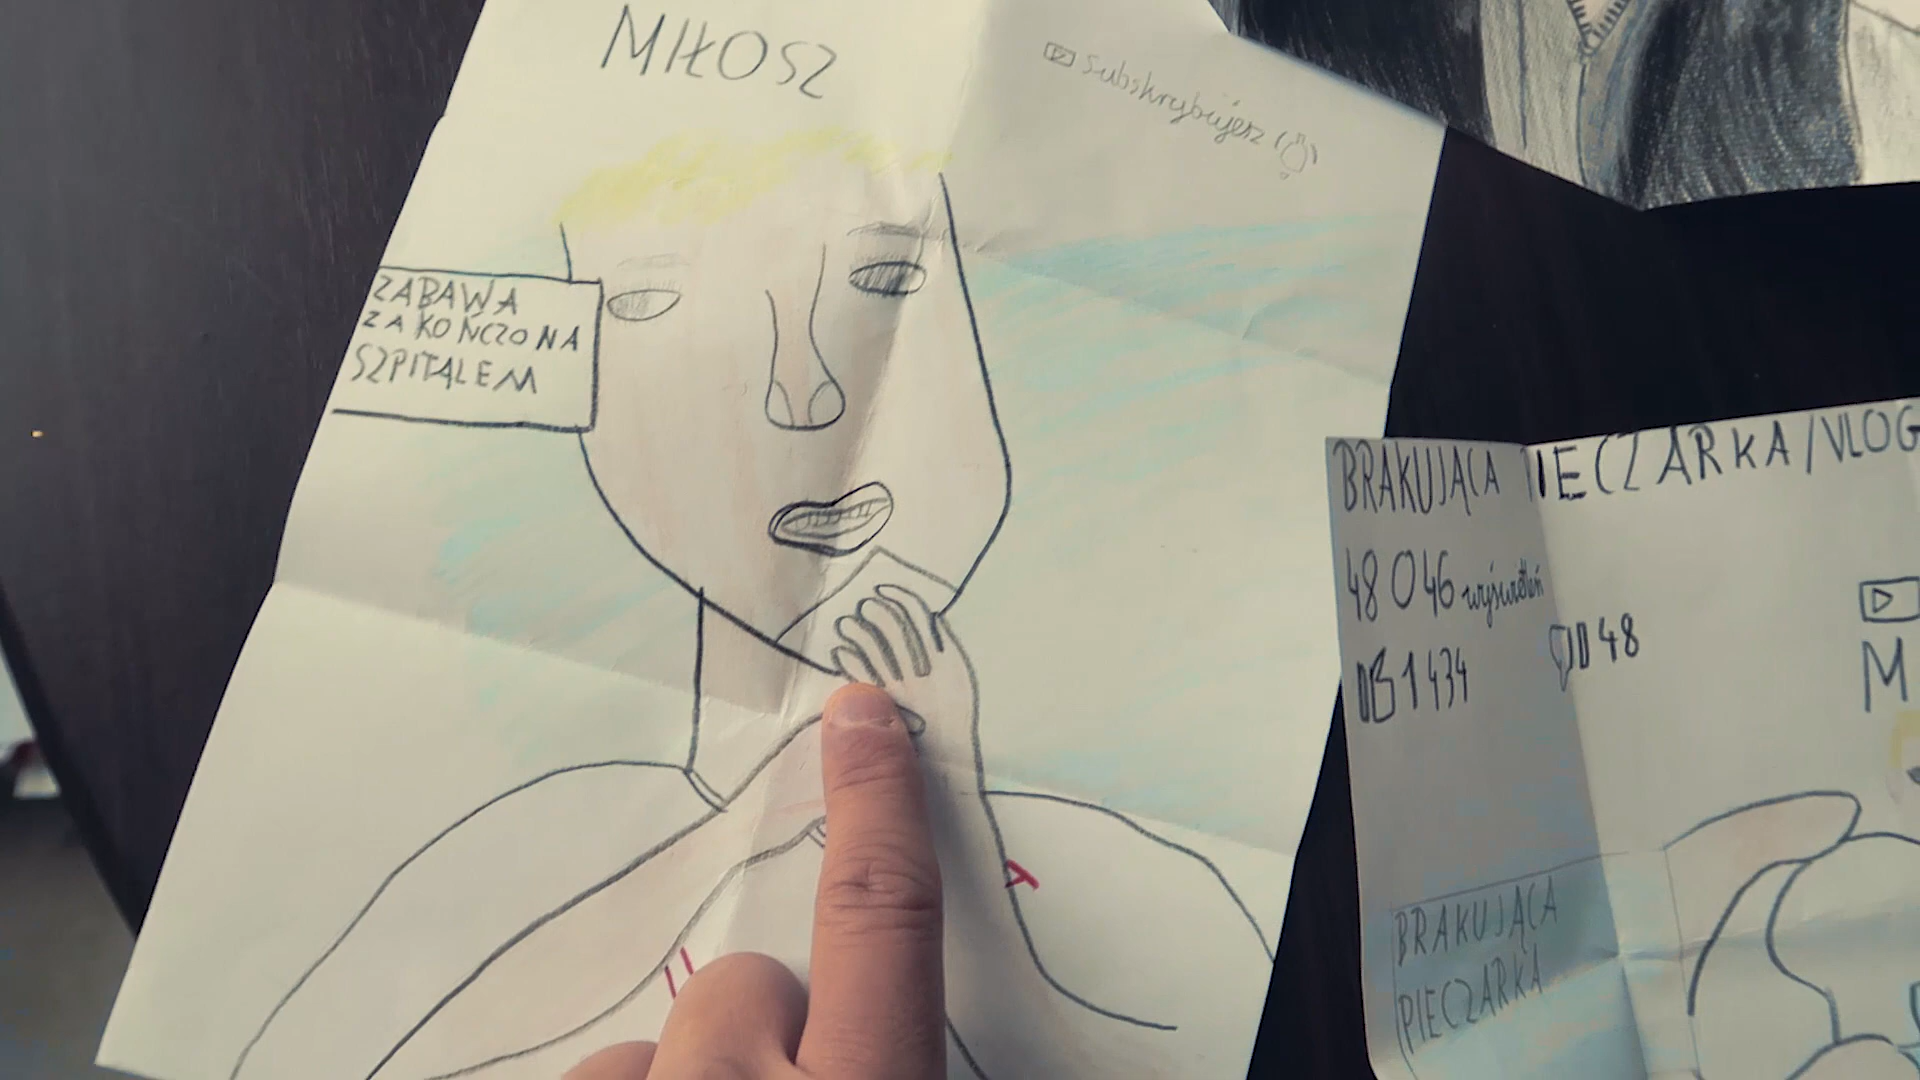 MIŁOSZ
subskrybujesz
ZABAWA
ZAKOŃCZONA
SZPITALEM
BRAKUJĄCA PIECZARKA/VLOG
48 046 wyświetleń
1 434
48
M
BRAKUJĄCA
PIECZARKA